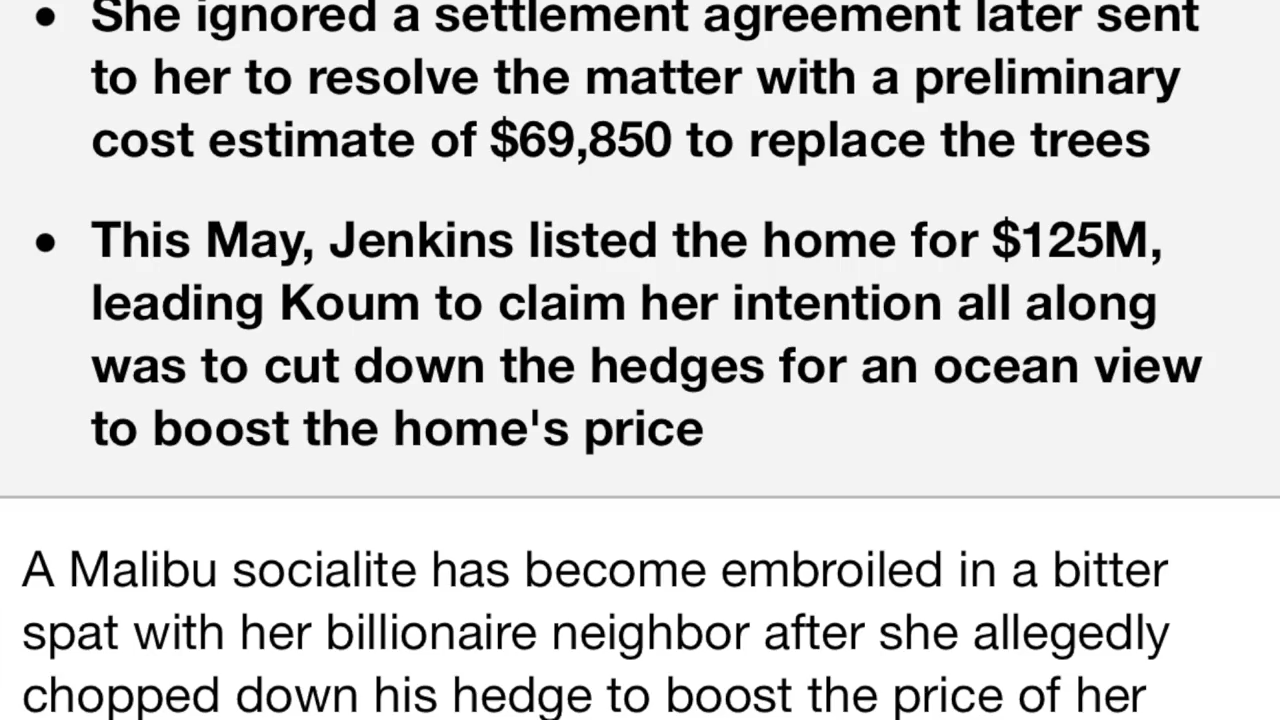 • She ignored a settlement agreement later sent
to her to resolve the matter with a preliminary
cost estimate of $69,850 to replace the trees
• This May, Jenkins listed the home for $125M,
leading Koum to claim her intention all along
was to cut down the hedges for an ocean view
to boost the home's price
A Malibu socialite has become embroiled in a bitter
spat with her billionaire neighbor after she allegedly
chopped down his hedge to boost the price of her